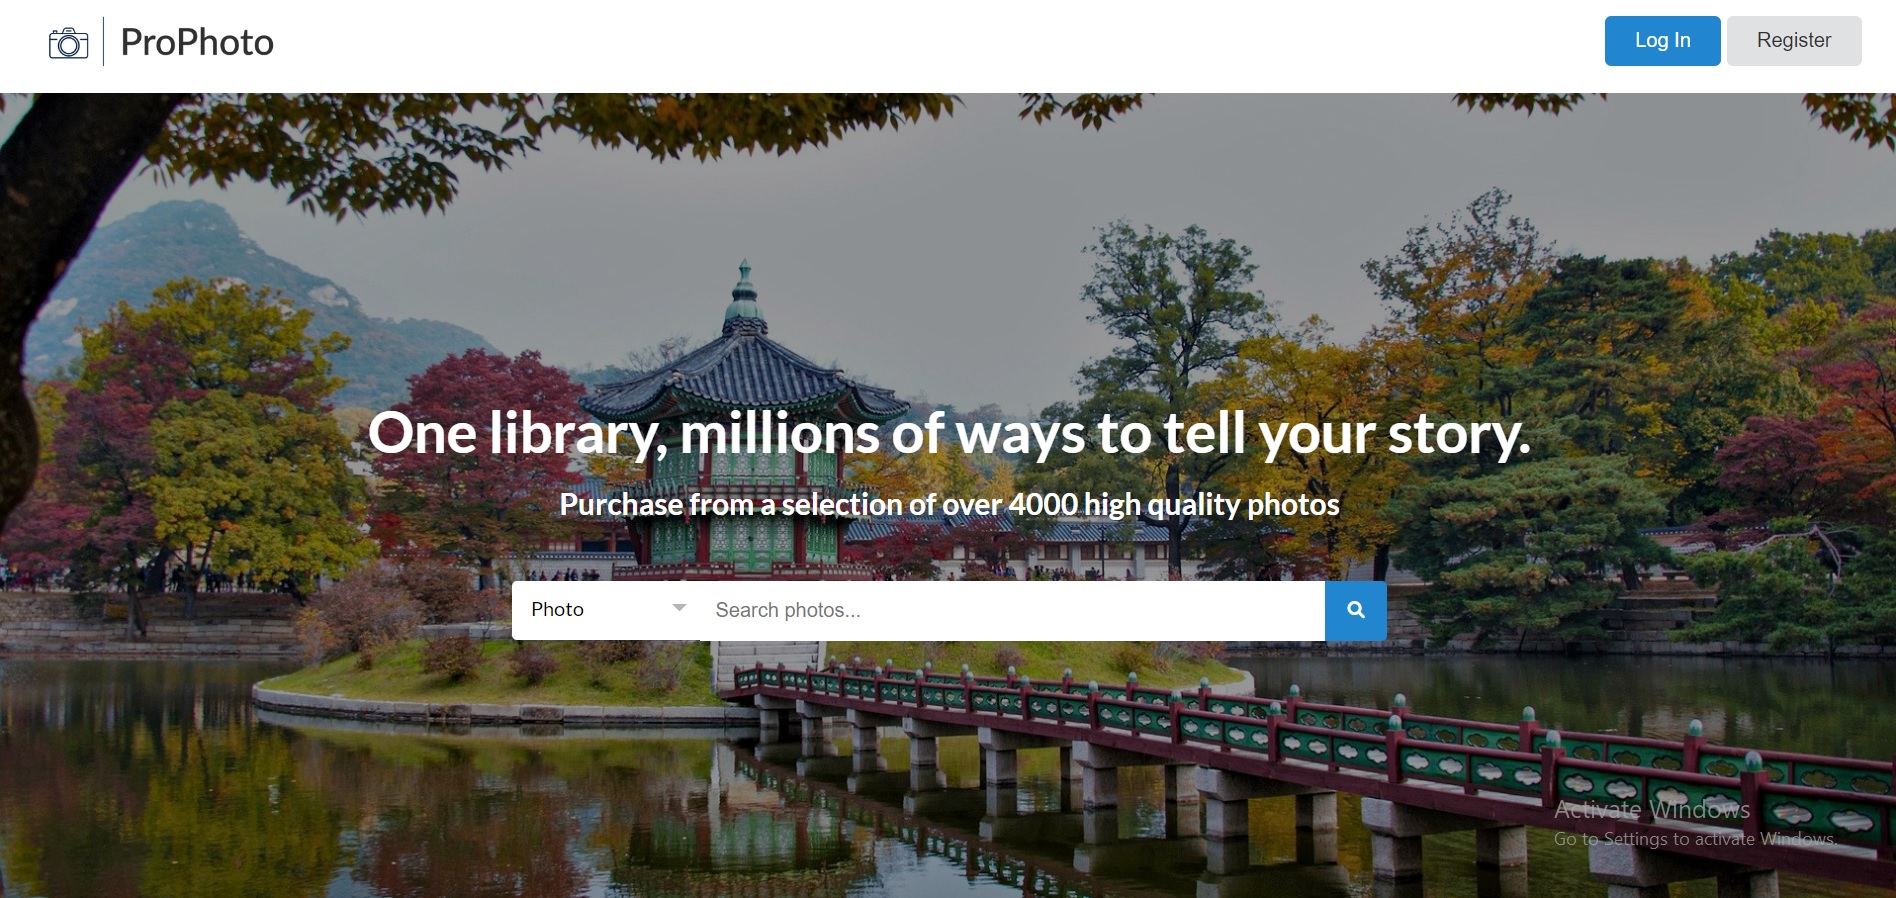 ProPhoto
Log In
Register
One library, millions of ways to tell your story.
Purchase from a selection of over 4000 high quality photos
Photo
Search photos...
Activate Windows
Go to Settings to activate Windows.